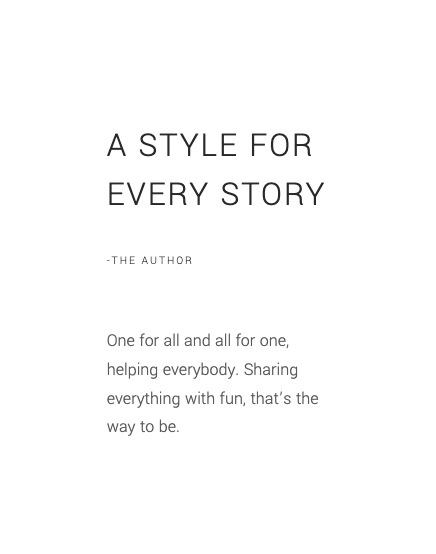 A STYLE FOR
EVERY STORY
-THE AUTHOR
One for all and all for one,
helping everybody. Sharing
everything with fun, that's the
way to be.